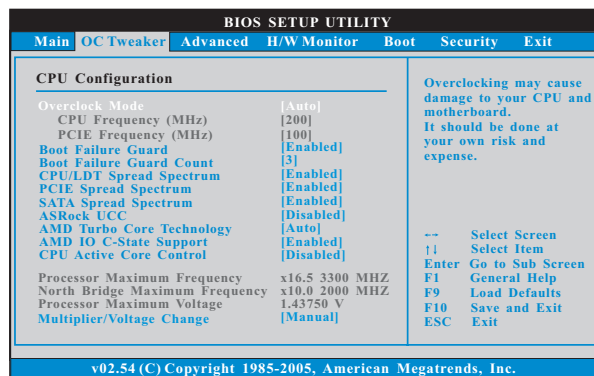 BIOS SETUP UTILITY
Main OC Tweaker Advanced H/W Monitor Boot Security Exit
CPU Configuration
Overclock Mode [Auto]
CPU Frequency (MHz) [200]
PCIE Frequency (MHz) [100]
Boot Failure Guard [Enabled]
Boot Failure Guard Count [3]
CPU/LDT Spread Spectrum [Enabled]
PCIE Spread Spectrum [Enabled]
SATA Spread Spectrum [Enabled]
ASRock UCC [Disabled]
AMD Turbo Core Technology [Auto]
AMD IO C-State Support [Enabled]
CPU Active Core Control [Disabled]
Processor Maximum Frequency x16.5 3300 MHZ
North Bridge Maximum Frequency x10.0 2000 MHZ
Processor Maximum Voltage 1.43750 V
Multiplier/Voltage Change [Manual]
Overclocking may cause
damage to your CPU and
motherboard.
It should be done at
your own risk and
expense.
←→ Select Screen
↑↓ Select Item
Enter Go to Sub Screen
F1 General Help
F9 Load Defaults
F10 Save and Exit
ESC Exit
v02.54 (C) Copyright 1985-2005, American Megatrends, Inc.